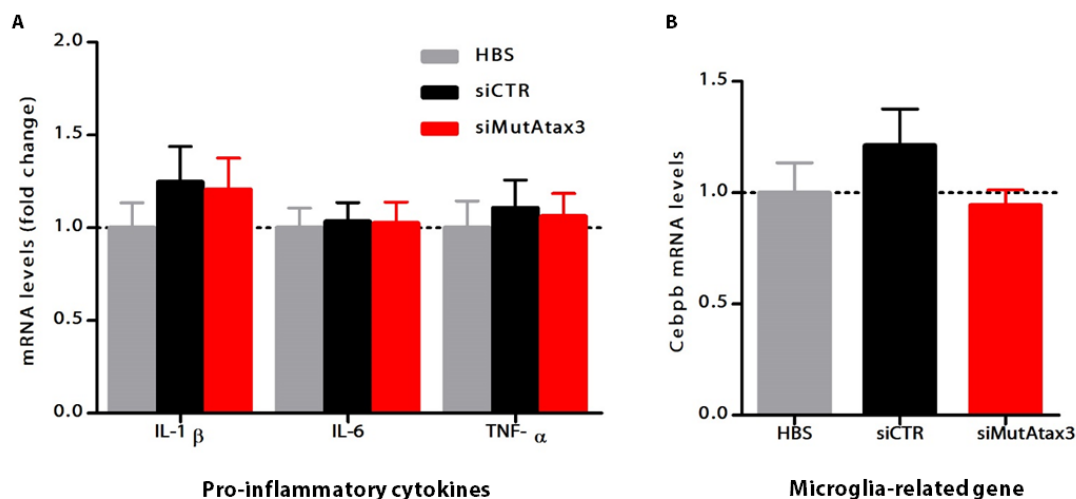 A
mRNA levels (fold change)
2.0
1.5
1.0
0.5
0.0
HBS
siCTR
siMutAtax3
IL-1 β
IL-6
TNF- α
Pro-inflammatory cytokines
B
Cebpb mRNA levels
1.5
1.0
0.5
0.0
HBS
siCTR
siMutAtax3
Microglia-related gene